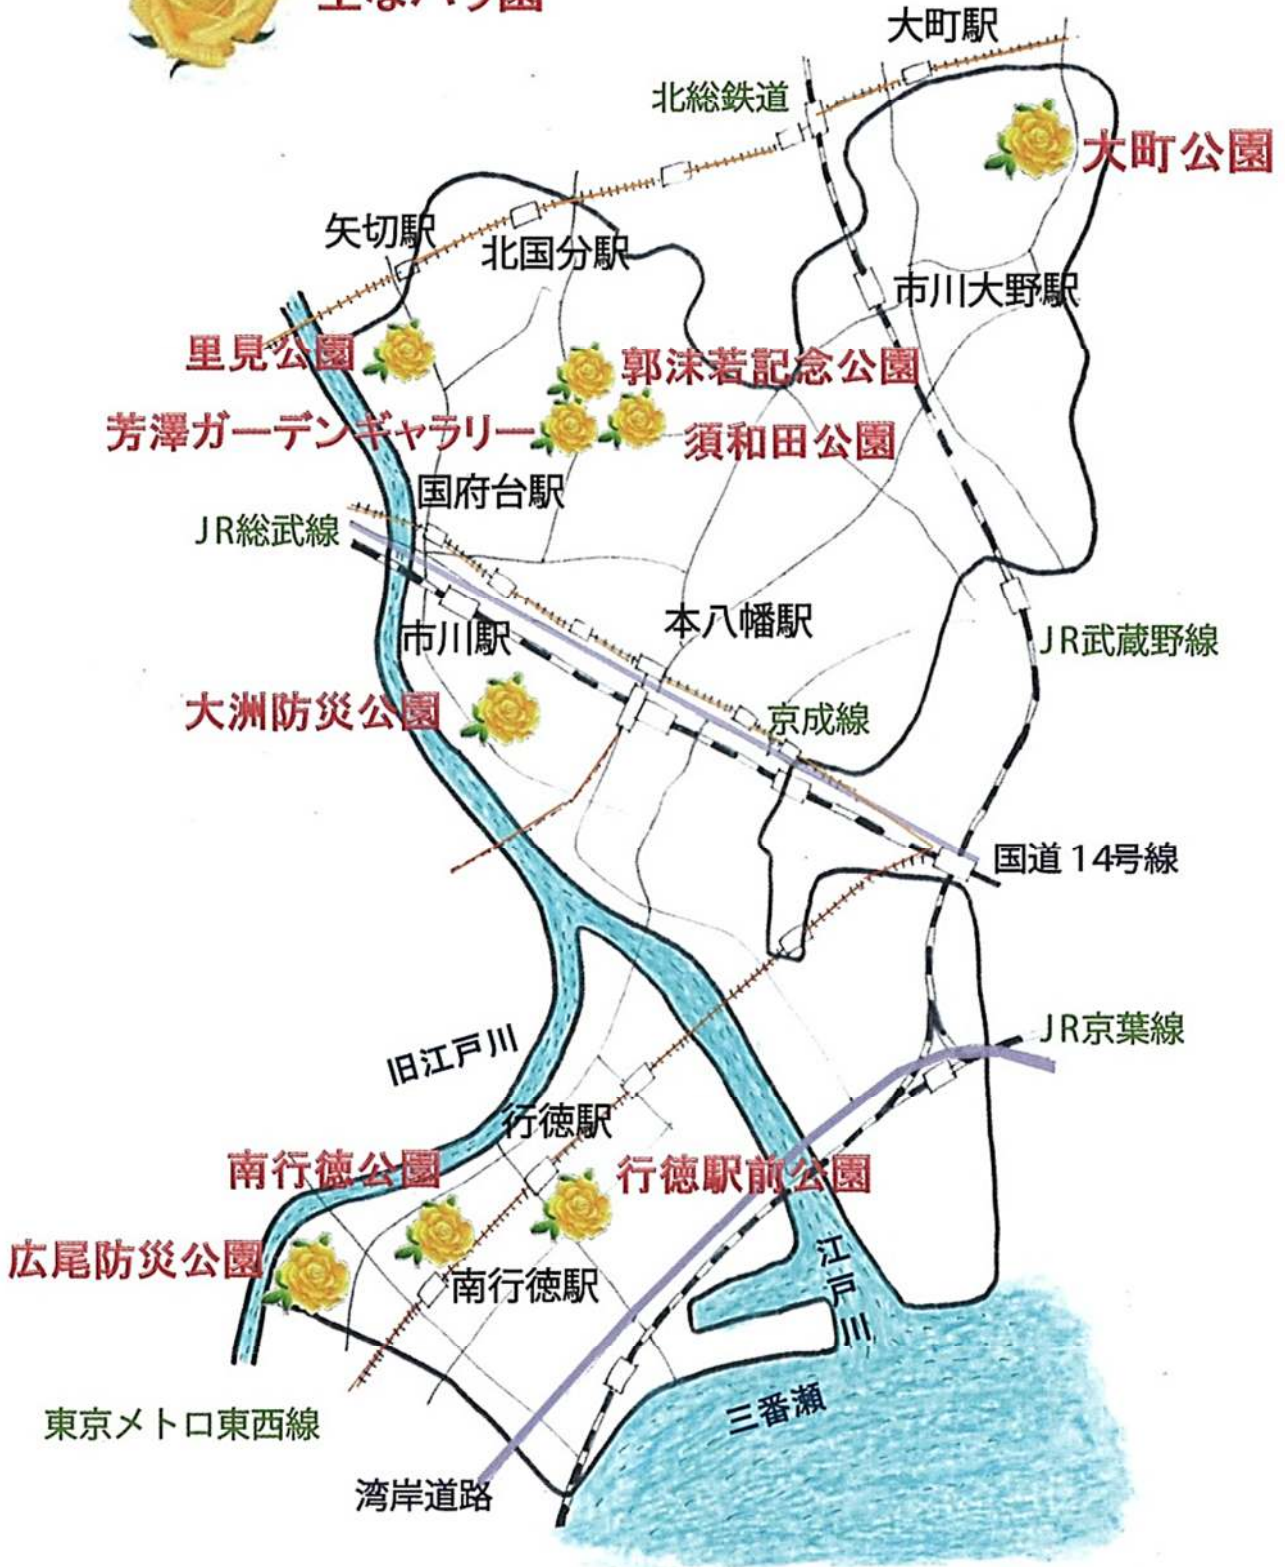 主なバラ園
大町駅
北総鉄道
大町公園
矢切駅
北国分駅
市川大野駅
里見公園
郭沫若記念公園
芳澤ガーデンギャラリー
須和田公園
国府台駅
JR総武線
本八幡駅
市川駅
JR武蔵野線
大洲防災公園
京成線
国道14号線
JR京葉線
旧江戸川
行徳駅
南行徳公園
行徳駅前公園
広尾防災公園
江戸川
南行徳駅
三番瀬
東京メトロ東西線
湾岸道路